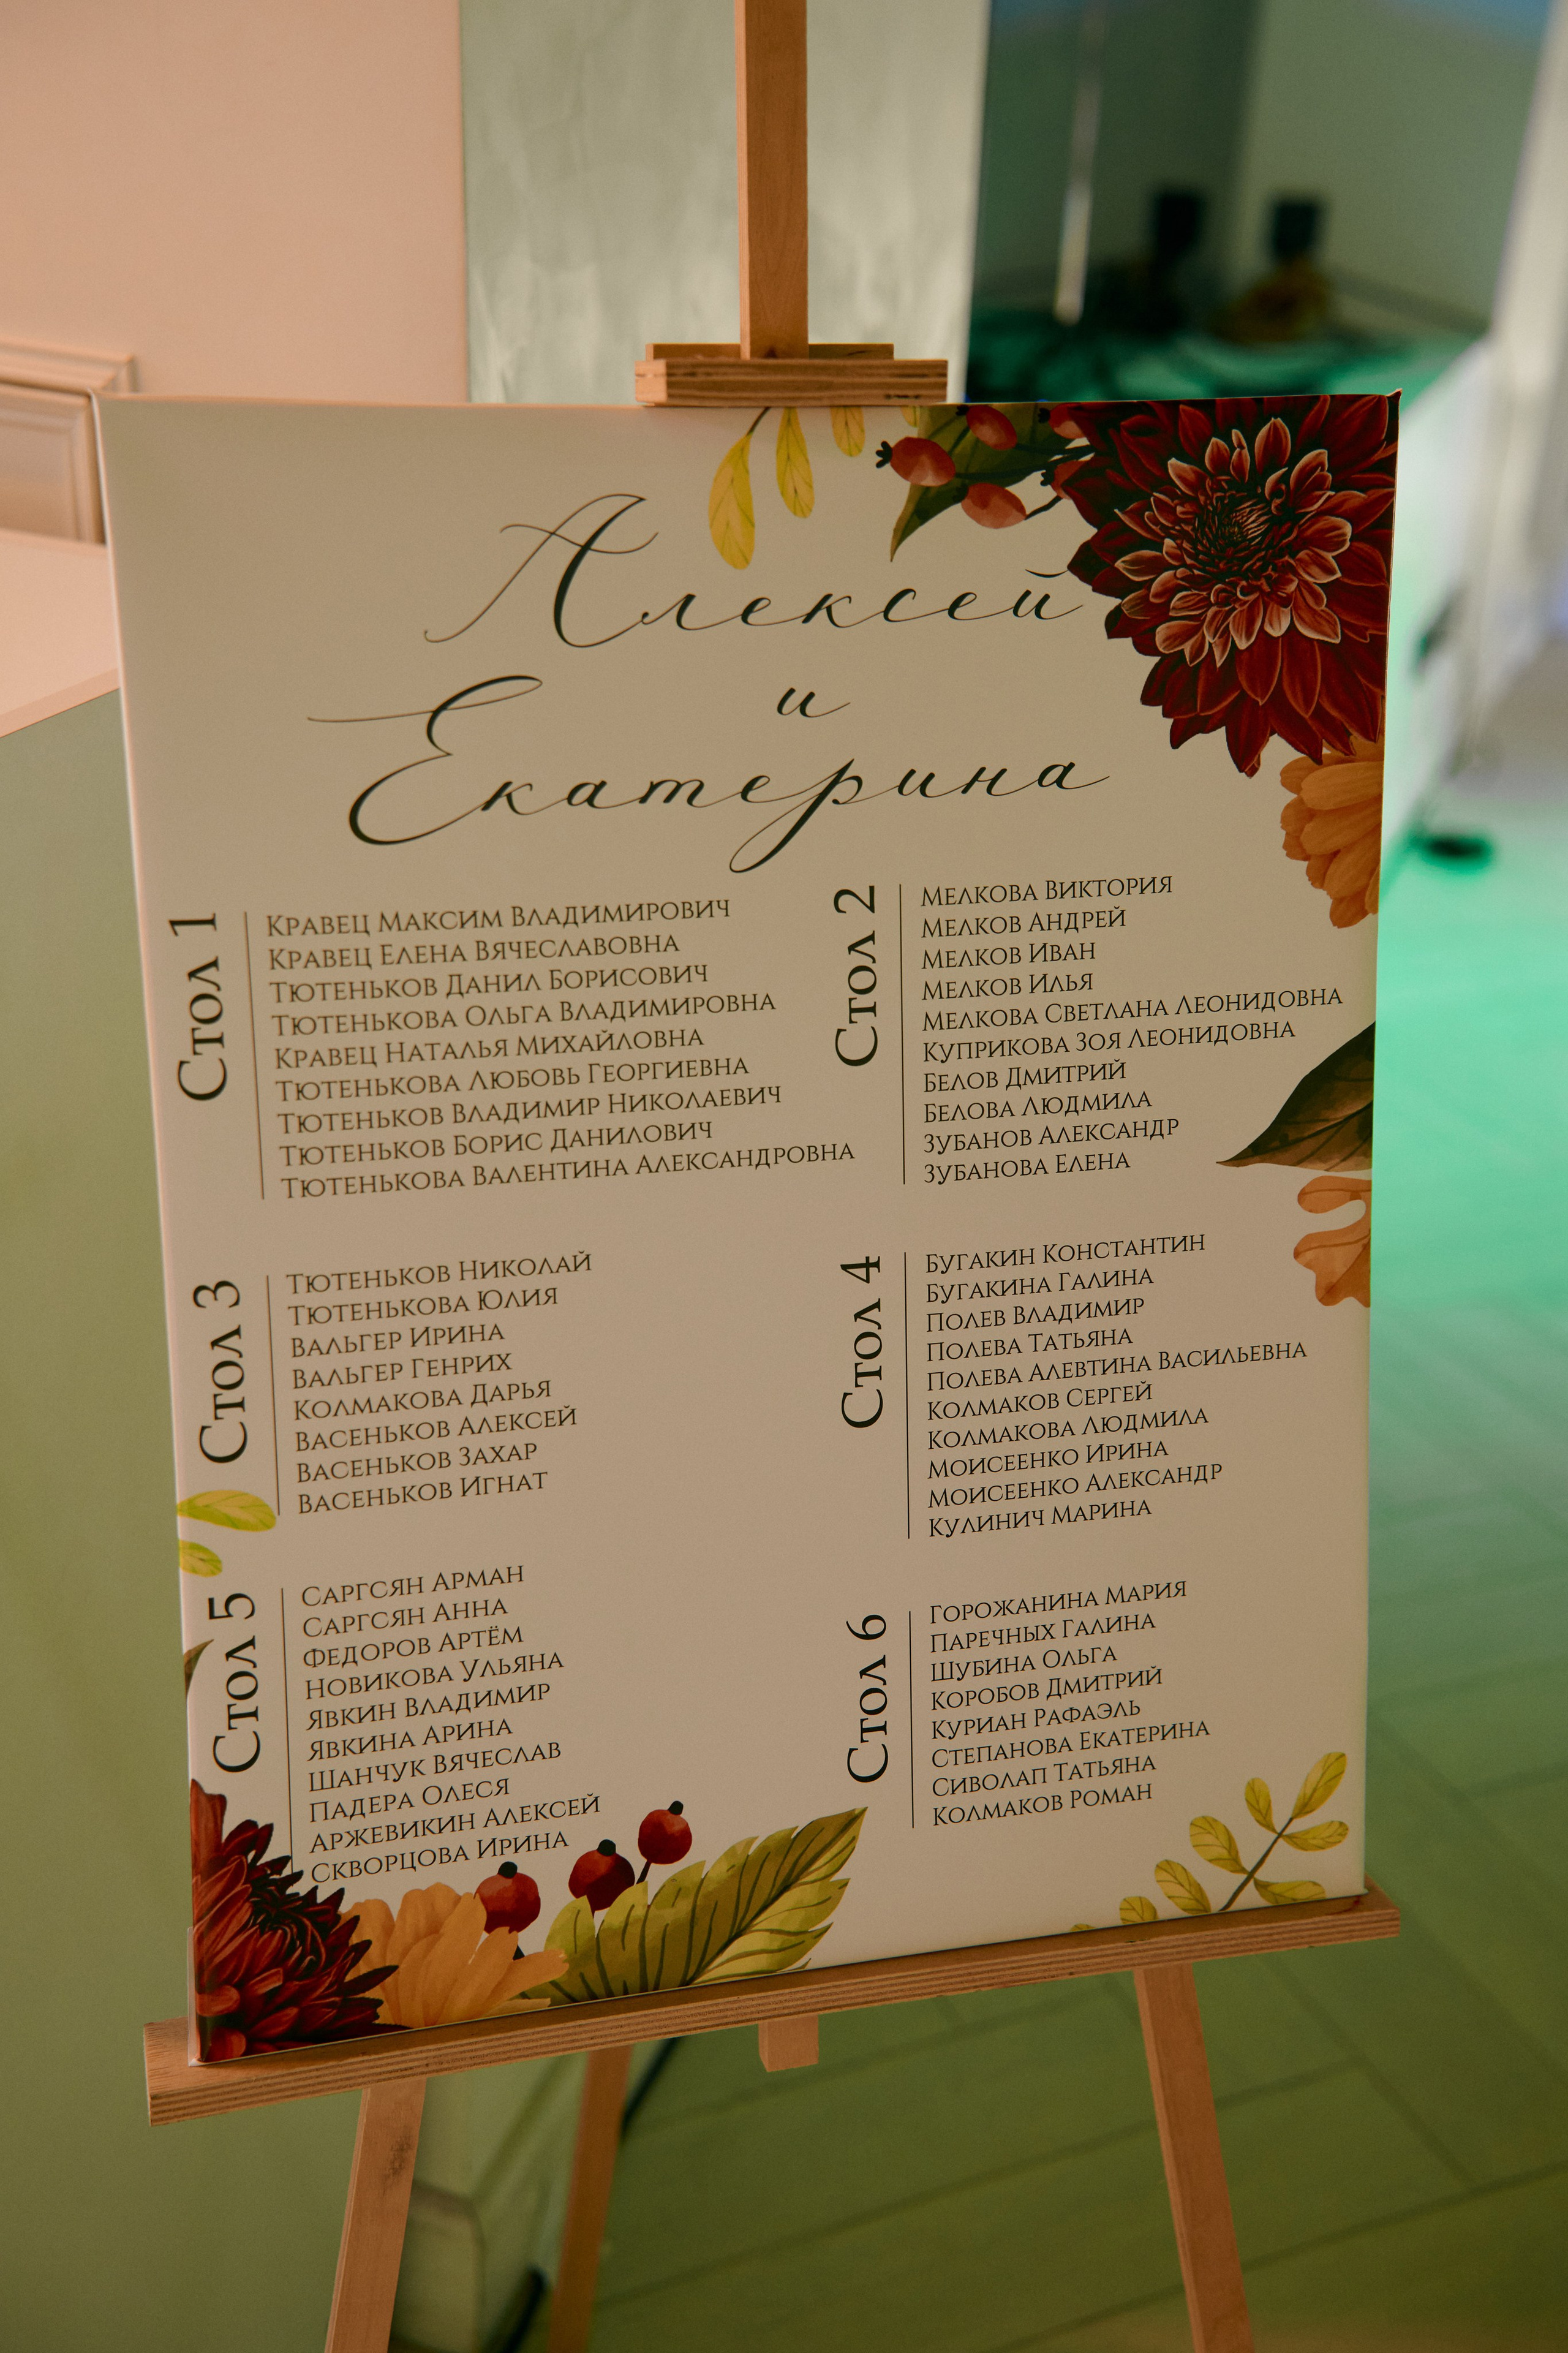 Алексей
и
Екатерина
Стол 1
Кравец Максим Владимирович
Кравец Елена Вячеславовна
Тютеньков Данил Борисович
Тютенькова Ольга Владимировна
Кравец Наталья Михайловна
Тютенькова Любовь Георгиевна
Тютеньков Владимир Николаевич
Тютеньков Борис Данилович
Тютенькова Валентина Александровна
Стол 2
Мелкова Виктория
Мелков Андрей
Мелков Иван
Мелков Илья
Мелкова Светлана Леонидовна
Куприкова Зоя Леонидовна
Белов Дмитрий
Белова Людмила
Зубанов Александр
Зубанова Елена
Стол 3
Тютеньков Николай
Тютенькова Юлия
Вальгер Ирина
Вальгер Генрих
Колмакова Дарья
Васеньков Алексей
Васеньков Захар
Васеньков Игнат
Стол 4
Бугакин Константин
Бугакина Галина
Полев Владимир
Полева Татьяна
Полева Алевтина Васильевна
Колмаков Сергей
Колмакова Людмила
Моисеенко Ирина
Моисеенко Александр
Кулинич Марина
Стол 5
Саргсян Арман
Саргсян Анна
Федоров Артём
Новикова Ульяна
Явкин Владимир
Явкина Арина
Шанчук Вячеслав
Падера Олеся
Аржевикин Алексей
Скворцова Ирина
Стол 6
Горожанина Мария
Паречных Галина
Шубина Ольга
Коробов Дмитрий
Куриан Рафаэль
Степанова Екатерина
Сиволап Татьяна
Колмаков Роман